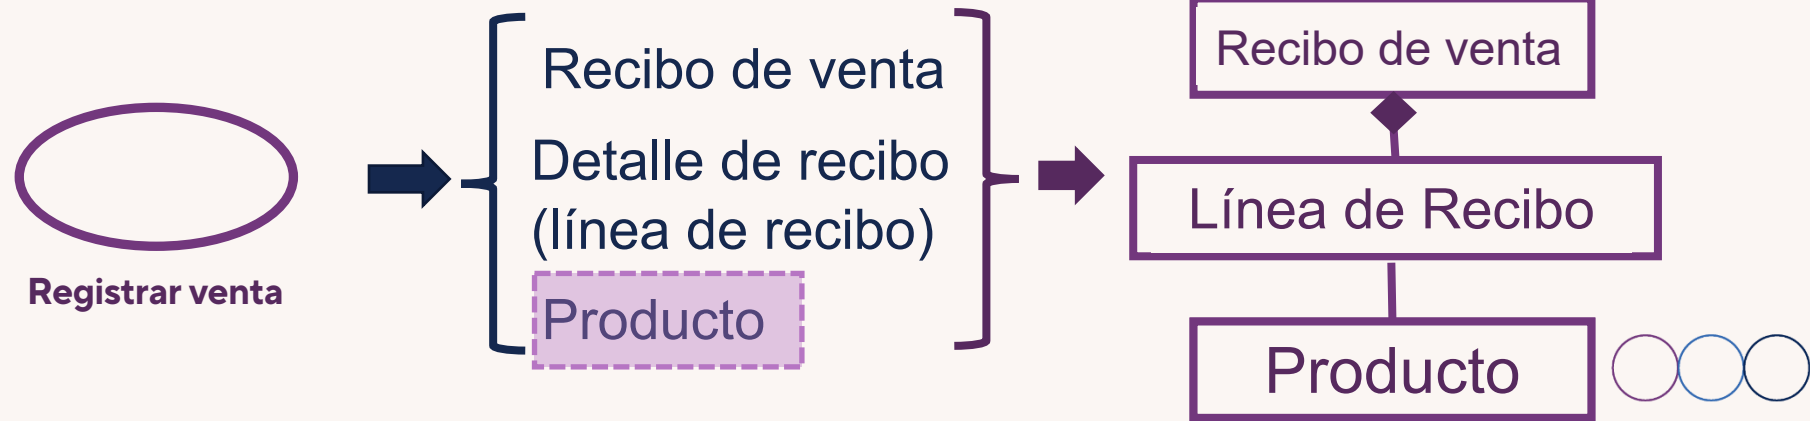 Registrar venta
Recibo de venta
Detalle de recibo
(línea de recibo)
Producto
Recibo de venta
Línea de Recibo
Producto